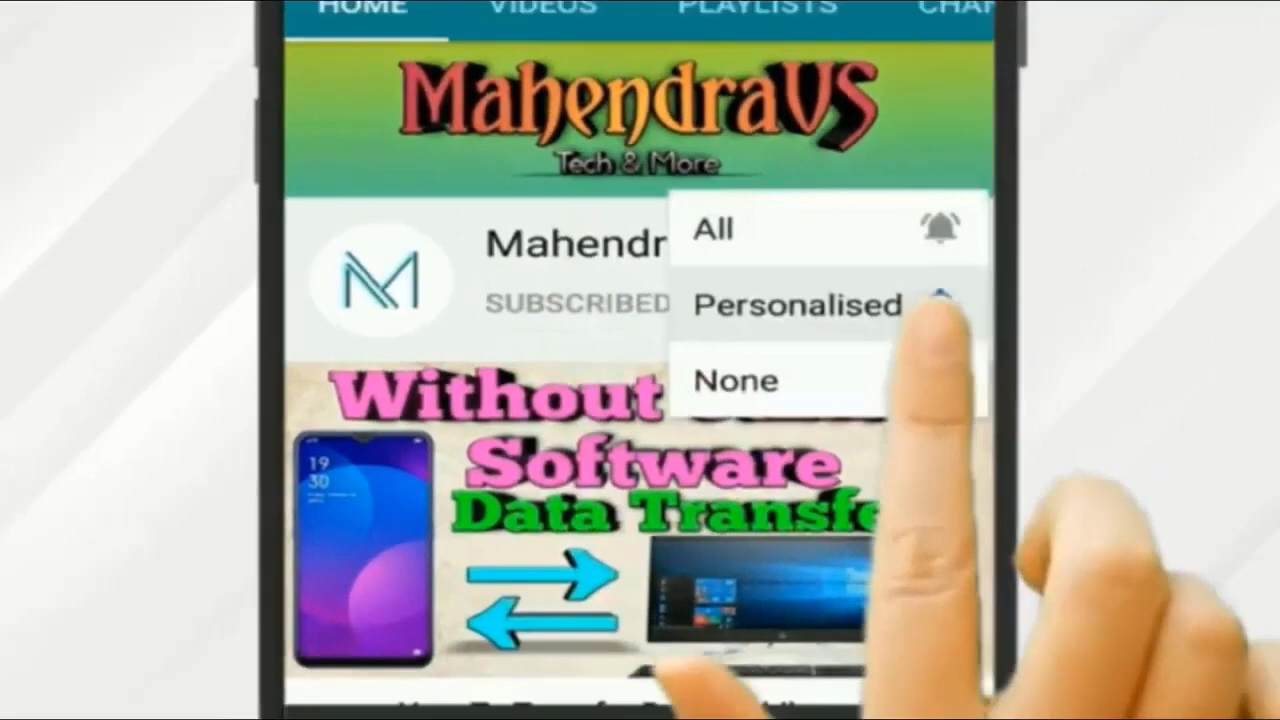 HOME VIDEOS PLAYLISTS
MahendraVS
Tech & More
Mahendr
SUBSCRIBED
All
Personalised
None
Without
Software
Data Transfe
19
30